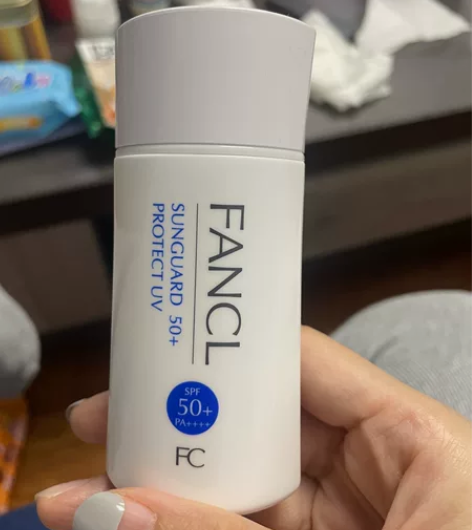 FANCL
SUNGUARD 50+
PROTECT UV
SPF
50+
PA++++
FC